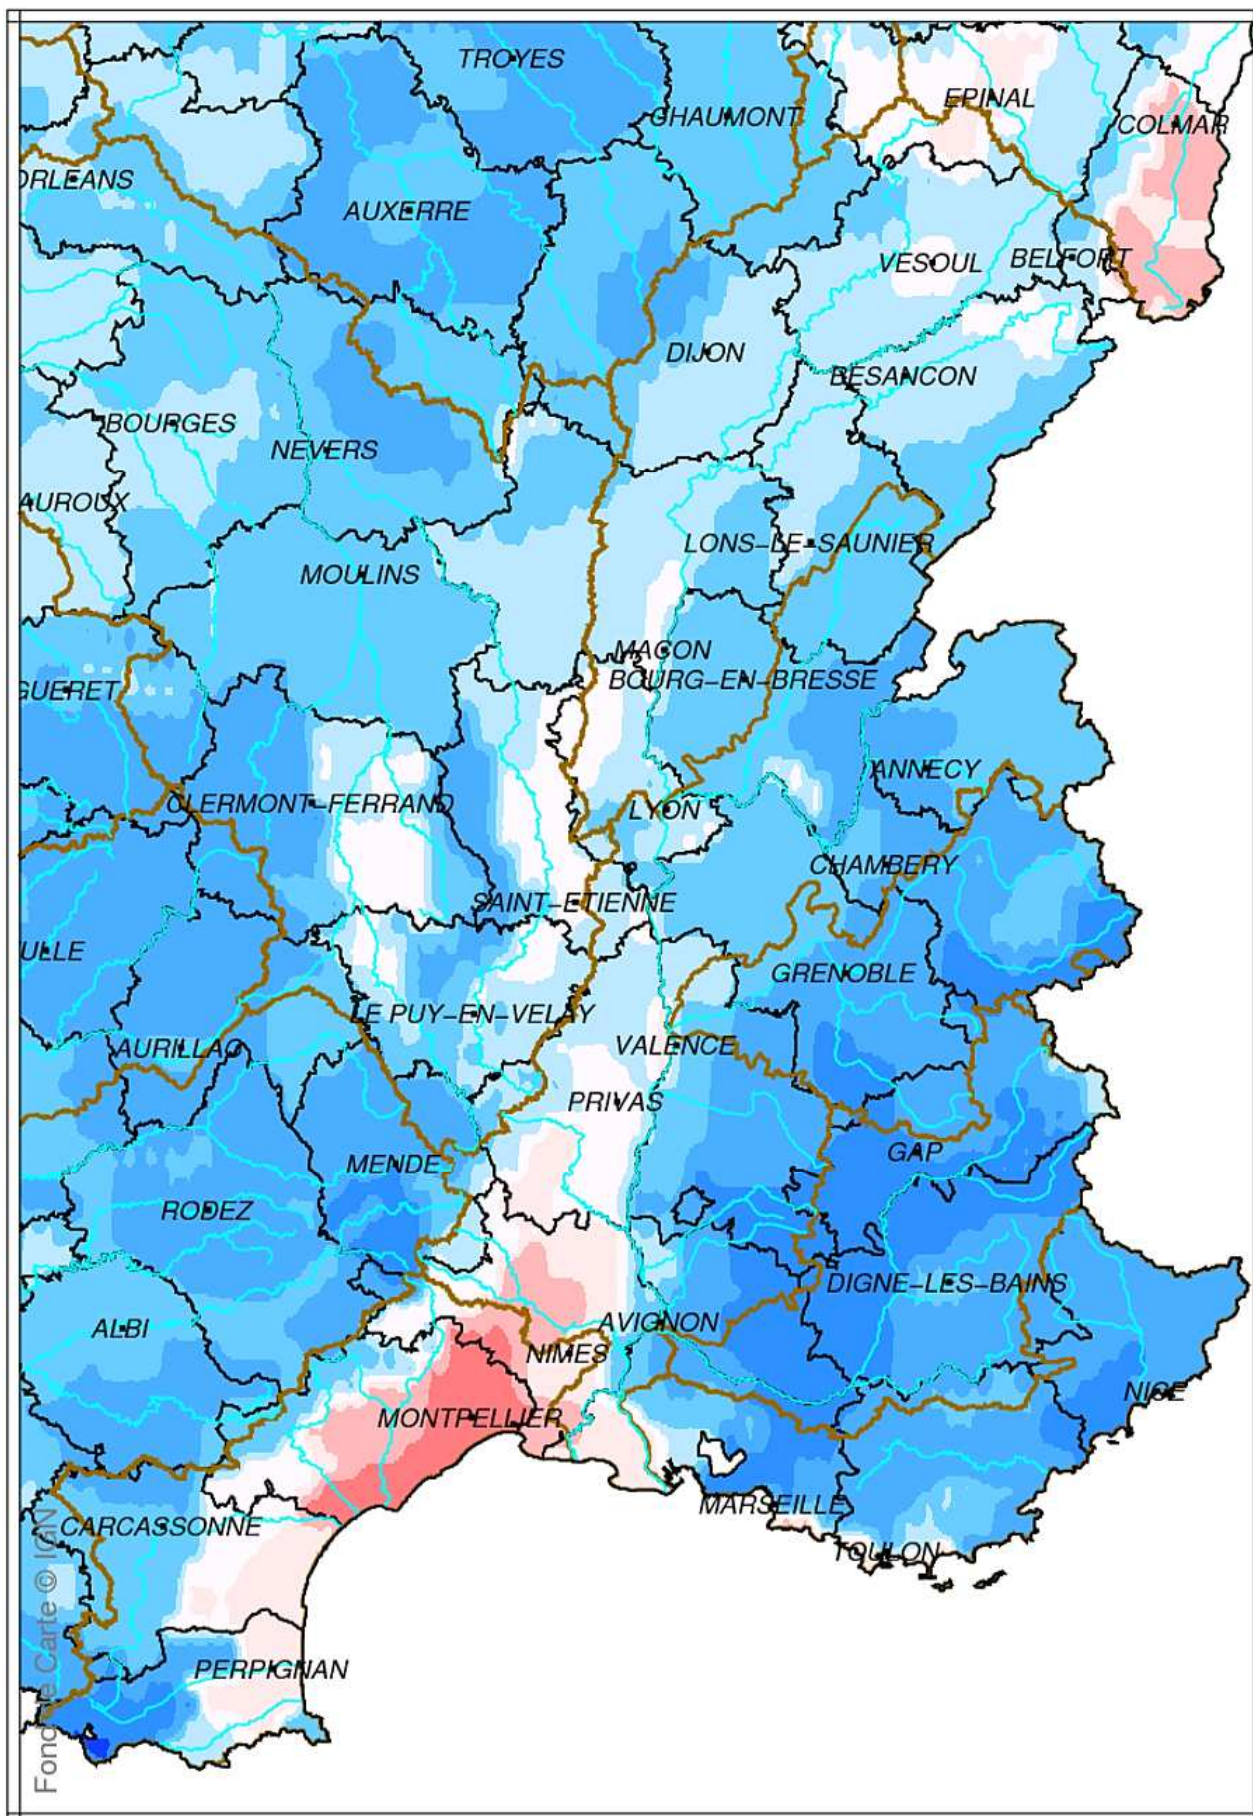 TROYES
EPINAL
CHAUMONT
COLMAR
ORLEANS
AUXERRE
VESOUL
BELFORT
DIJON
BESANCON
BOURGES
NEVERS
AUROUX
LONS-LE-SAUNIER
MOULINS
MACON
BOURG-EN-BRESSE
GUERET
ANNECY
CLERMONT-FERRAND
LYON
CHAMBERY
SAINT-ETIENNE
ULLE
GRENOBLE
LE PUY-EN-VELAY
AURILLAC
VALENCE
PRIVAS
GAP
MENDE
RODEZ
DIGNE-LES-BAINS
AVIGNON
ALBI
NIMES
NICE
MONTPELLIER
MARSEILLE
CARCASSONNE
TOULON
PERPIGNAN
Fond de Carte © IGN